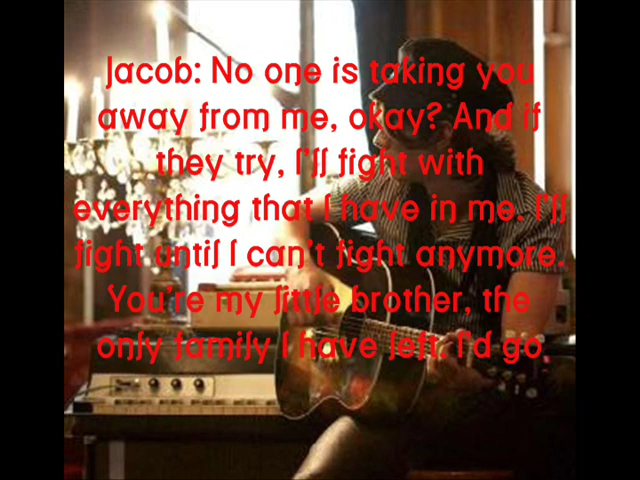 Jacob: No one is taking you
away from me, okay? And if
they try, I'll fight with
everything that I have in me. I'll
fight until I can't fight anymore.
You're my little brother, the
only family I have left. I'd go